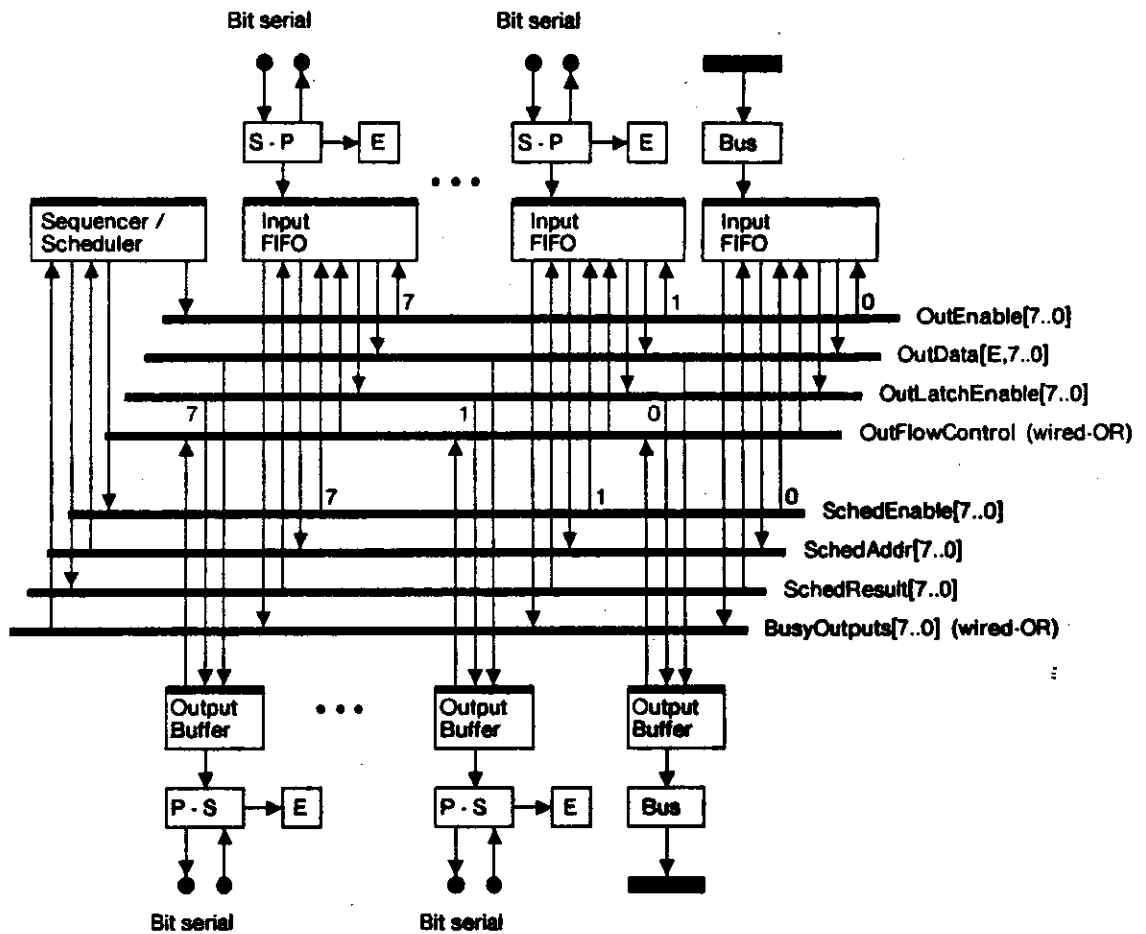 Bit serial
Bit serial
S - P
E
S - P
E
Bus
Sequencer /
Scheduler
Input
FIFO
Input
FIFO
Input
FIFO
7
1
0
OutEnable[7..0]
OutData[E,7..0]
OutLatchEnable[7..0]
7
1
0
OutFlowControl (wired-OR)
7
1
0
SchedEnable[7..0]
SchedAddr[7..0]
SchedResult[7..0]
BusyOutputs[7..0] (wired-OR)
Output
Buffer
Output
Buffer
Output
Buffer
P - S
E
P - S
E
Bus
Bit serial
Bit serial